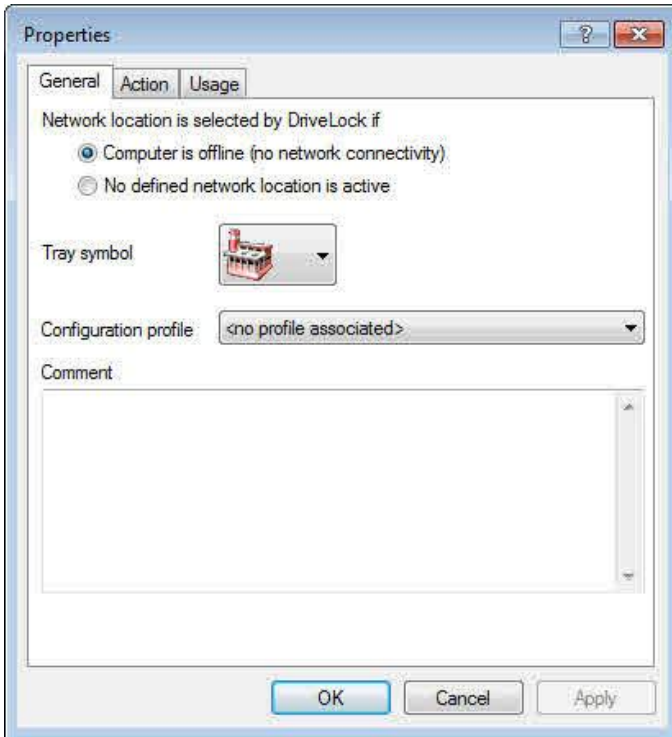 Properties
General Action Usage
Network location is selected by DriveLock if
Computer is offline (no network connectivity)
No defined network location is active
Tray symbol
Configuration profile <no profile associated>
Comment
OK Cancel Apply